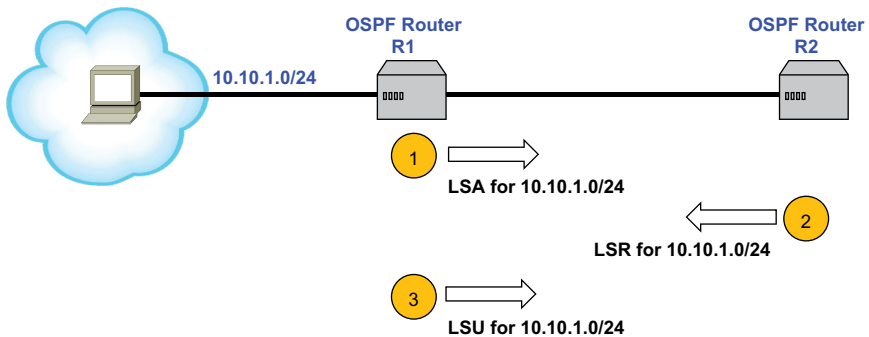 OSPF Router
R1
OSPF Router
R2
10.10.1.0/24
1
LSA for 10.10.1.0/24
2
LSR for 10.10.1.0/24
3
LSU for 10.10.1.0/24